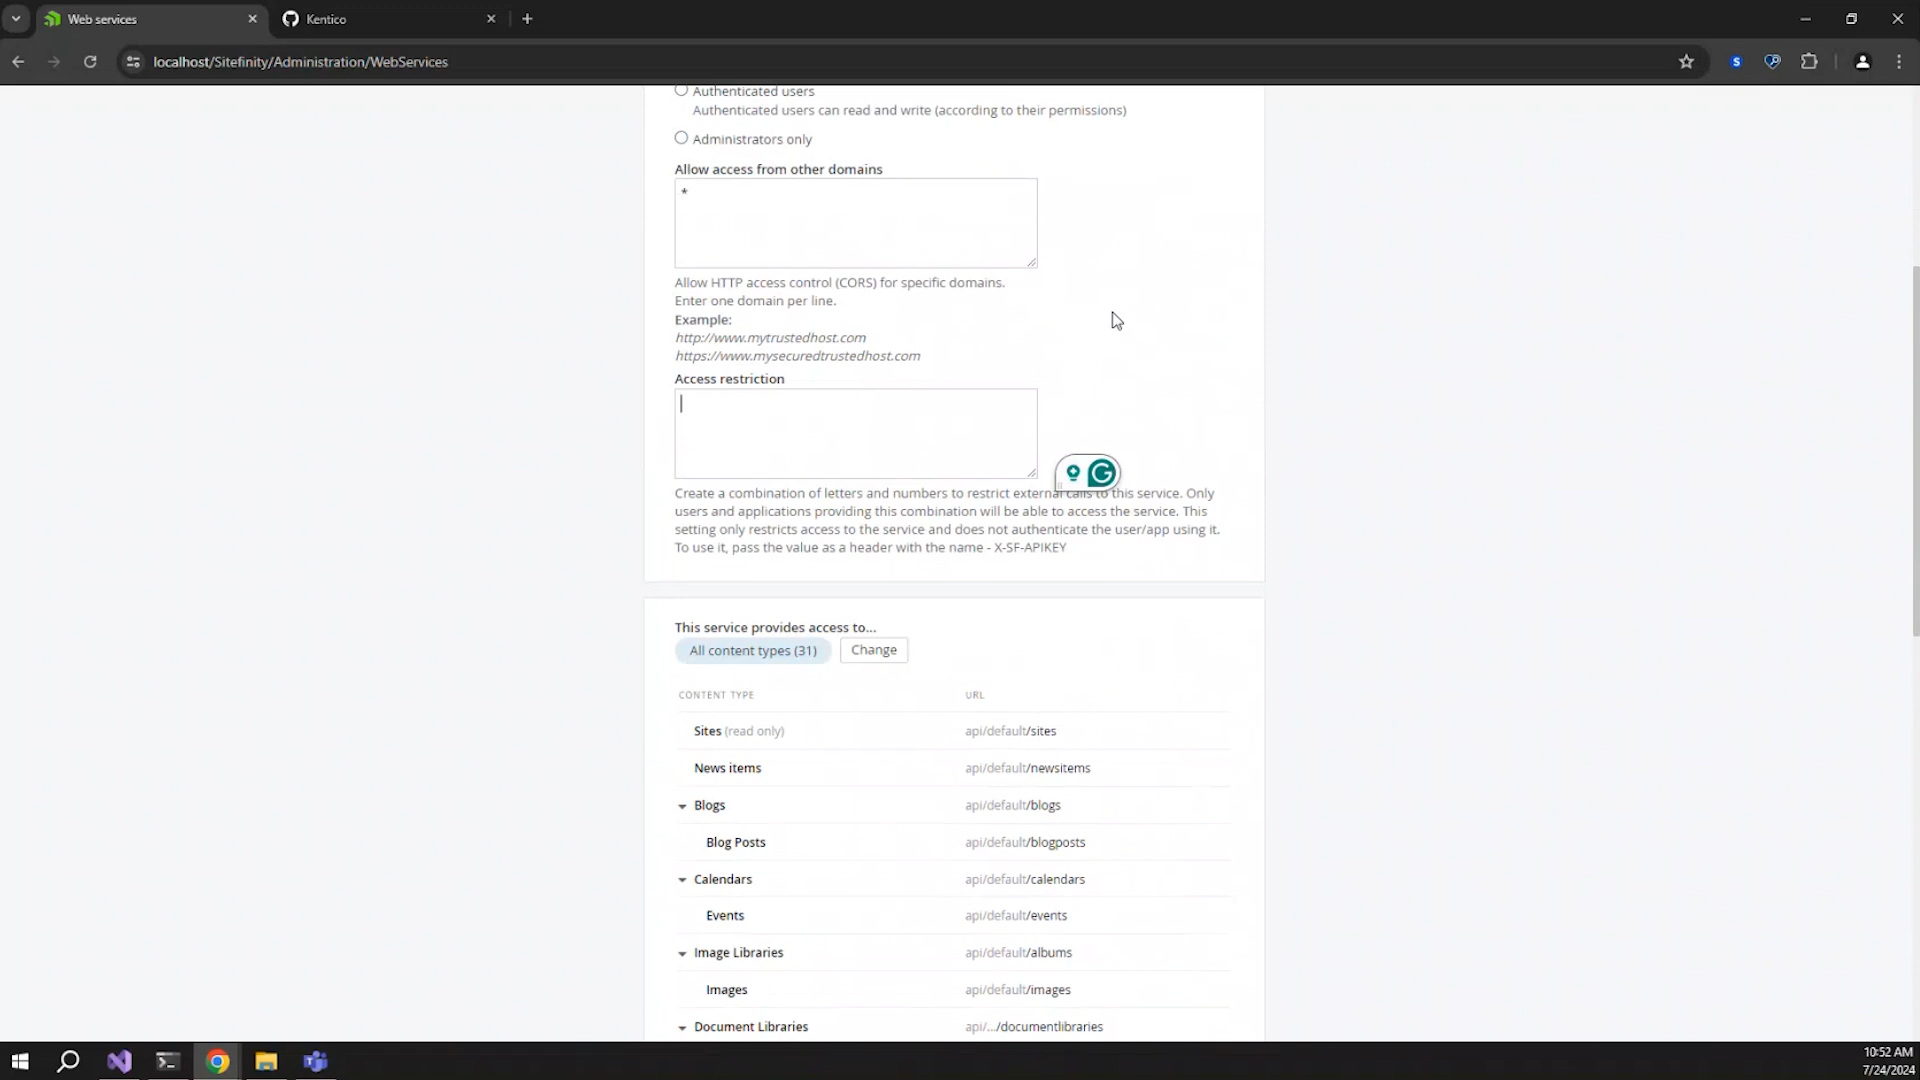 Web services
Kentico
localhost/Sitefinity/Administration/WebServices
S
Authenticated users
Authenticated users can read and write (according to their permissions)
Administrators only
Allow access from other domains
*
Allow HTTP access control (CORS) for specific domains.
Enter one domain per line.
Example:
http://www.mytrustedhost.com
https://www.mysecuredtrustedhost.com
Access restriction
G
Create a combination of letters and numbers to restrict external calls to this service. Only
users and applications providing this combination will be able to access the service. This
setting only restricts access to the service and does not authenticate the user/app using it.
To use it, pass the value as a header with the name - X-SF-APIKEY
This service provides access to...
All content types (31) Change
CONTENT TYPE URL
Sites (read only) api/default/sites
News items api/default/newsitems
Blogs api/default/blogs
Blog Posts api/default/blogposts
Calendars api/default/calendars
Events api/default/events
Image Libraries api/default/albums
Images api/default/images
Document Libraries api/.../documentlibraries
10:52 AM
7/24/2024